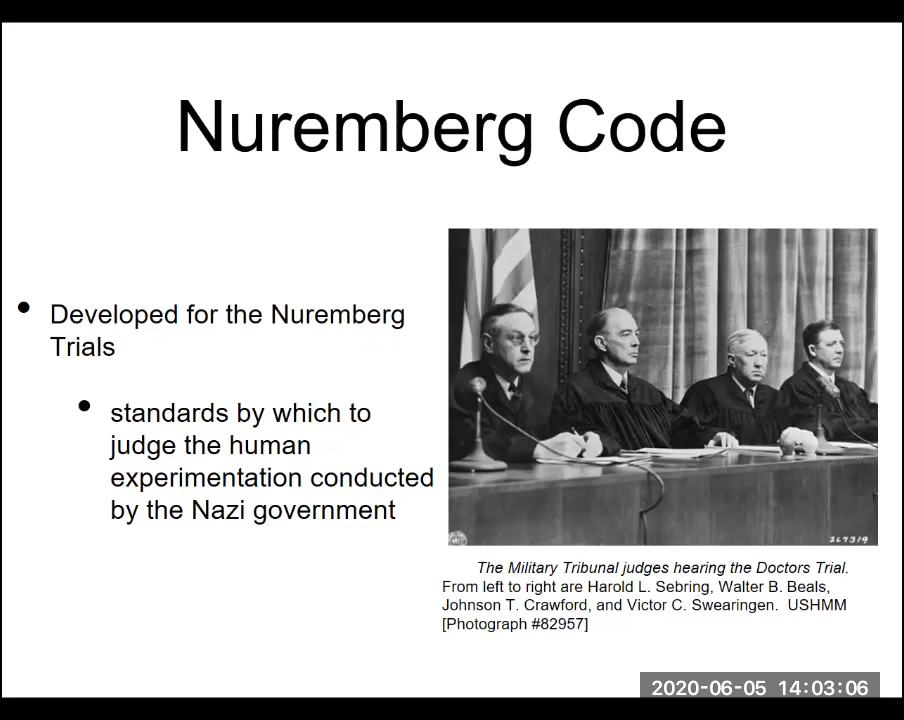 Nuremberg Code
• Developed for the Nuremberg
Trials
• standards by which to
judge the human
experimentation conducted
by the Nazi government
267319
The Military Tribunal judges hearing the Doctors Trial.
From left to right are Harold L. Sebring, Walter B. Beals,
Johnson T. Crawford, and Victor C. Swearingen.  USHMM
[Photograph #82957]
2020-06-05 14:03:06